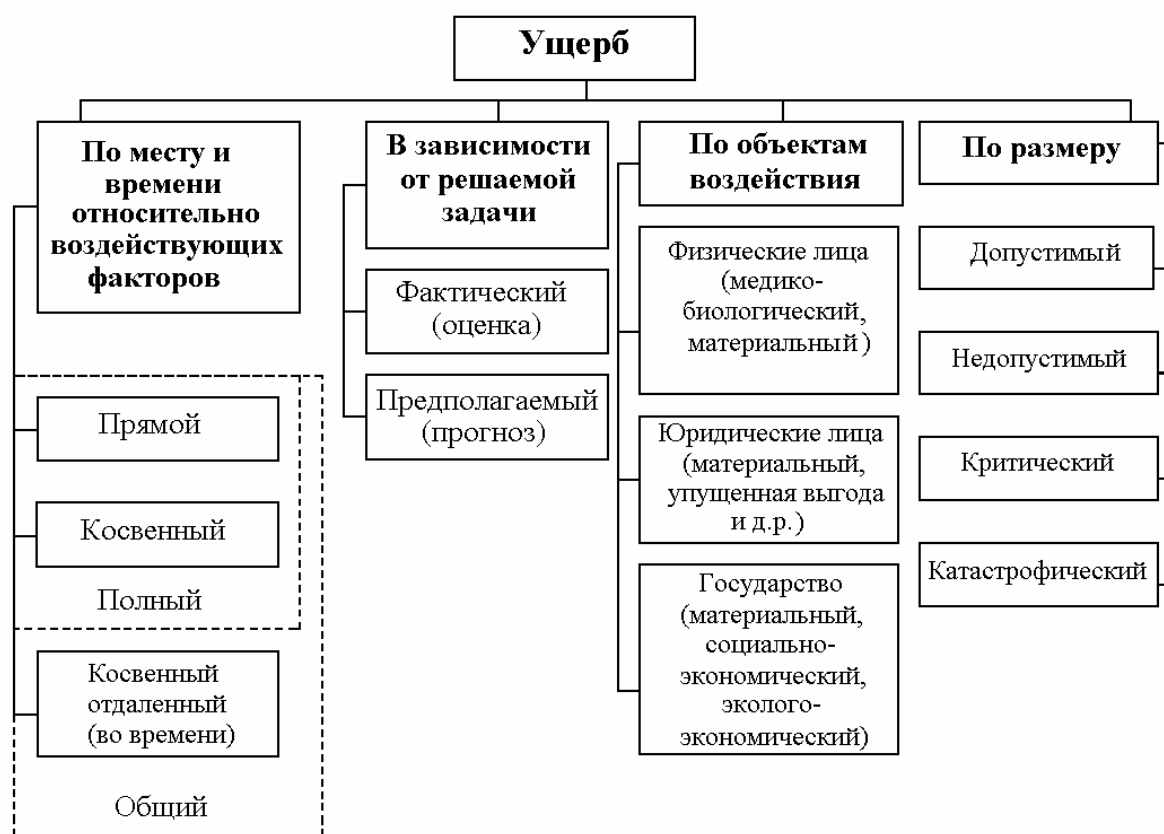 Ущерб
По месту и
времени
относительно
воздействующих
факторов
Прямой
Косвенный
Полный
Косвенный
отдаленный
(во времени)
Общий
В зависимости
от решаемой
задачи
Фактический
(оценка)
Предполагаемый
(прогноз)
По объектам
воздействия
Физические лица
(медико-
биологический,
материальный )
Юридические лица
(материальный,
упущенная выгода
и д.р.)
Государство
(материальный,
социально-
экономический,
эколого-
экономический)
По размеру
Допустимый
Недопустимый
Критический
Катастрофический